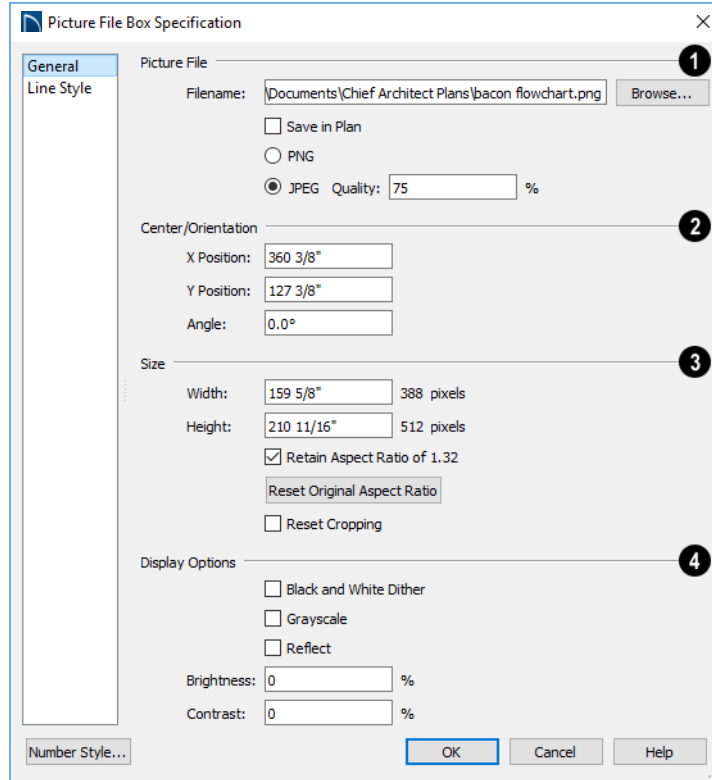 Picture File Box Specification
General
Line Style
Picture File 1
Filename: \Documents\Chief Architect Plans\bacon flowchart.png Browse...
Save in Plan
PNG
JPEG Quality: 75 %
Center/Orientation 2
X Position: 360 3/8"
Y Position: 127 3/8"
Angle: 0.0°
Size 3
Width: 159 5/8" 388 pixels
Height: 210 11/16" 512 pixels
Retain Aspect Ratio of 1.32
Reset Original Aspect Ratio
Reset Cropping
Display Options 4
Black and White Dither
Grayscale
Reflect
Brightness: 0 %
Contrast: 0 %
Number Style... OK Cancel Help